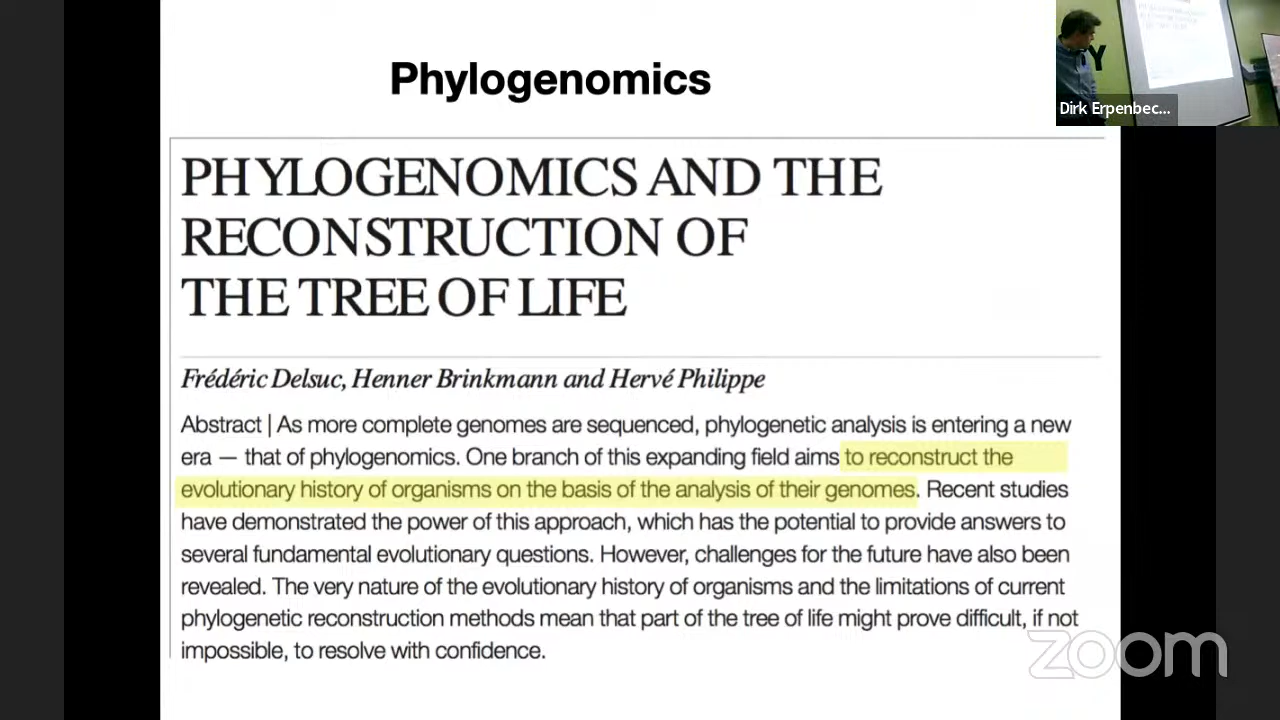 Phylogenomics
Dirk Erpenbec...
PHYLOGENOMICS AND THE
RECONSTRUCTION OF
THE TREE OF LIFE
Frédéric Delsuc, Henner Brinkmann and Hervé Philippe
Abstract | As more complete genomes are sequenced, phylogenetic analysis is entering a new
era — that of phylogenomics. One branch of this expanding field aims to reconstruct the
evolutionary history of organisms on the basis of the analysis of their genomes. Recent studies
have demonstrated the power of this approach, which has the potential to provide answers to
several fundamental evolutionary questions. However, challenges for the future have also been
revealed. The very nature of the evolutionary history of organisms and the limitations of current
phylogenetic reconstruction methods mean that part of the tree of life might prove difficult, if not
impossible, to resolve with confidence.
zoom